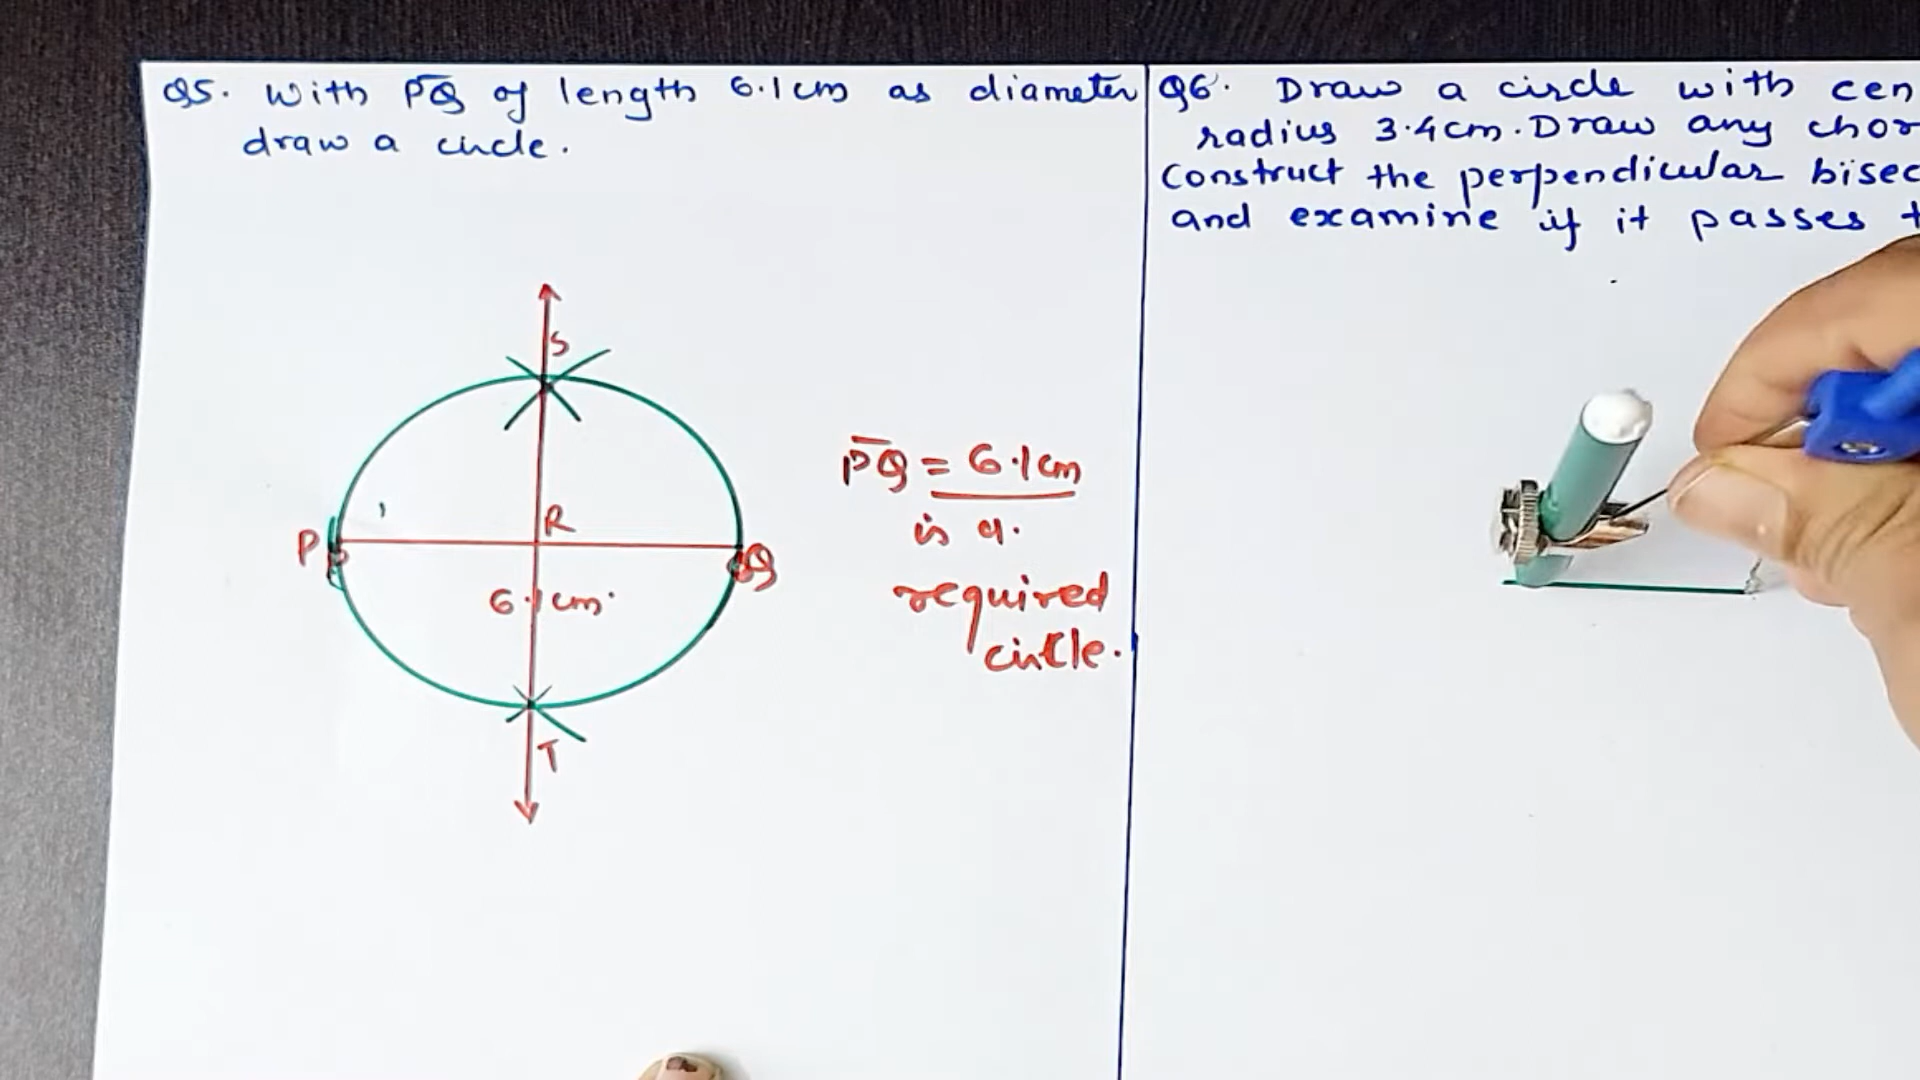 Q5. With P̅Q̅ of length 6.1cm as diameter
draw a circle.
S
R
P
Q
6.1cm.
T
P̅Q̅ = 6.1cm
is a.
required
circle.
Q6. Draw a circle with cen
radius 3.4cm. Draw any chor
Construct the perpendicular bisec
and examine if it passes t